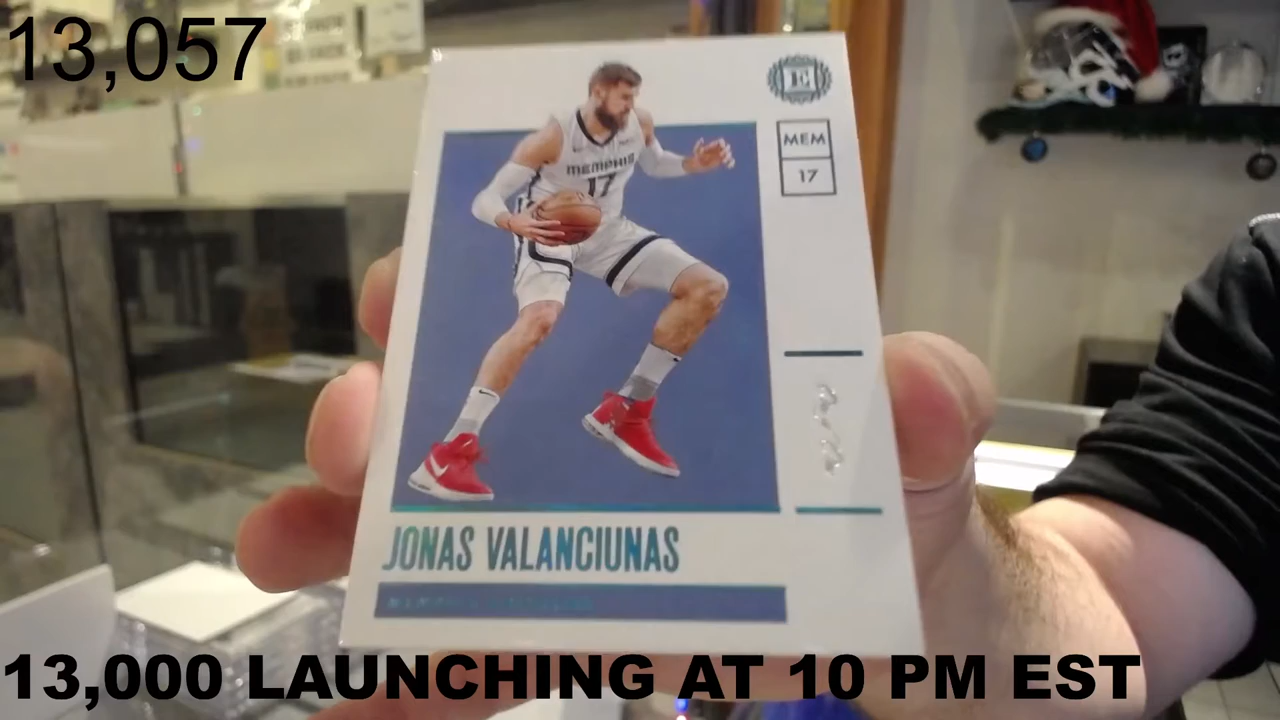 13,057
E
MEM
17
MEMPHIS
17
JONAS VALANCIUNAS
13,000 LAUNCHING AT 10 PM EST